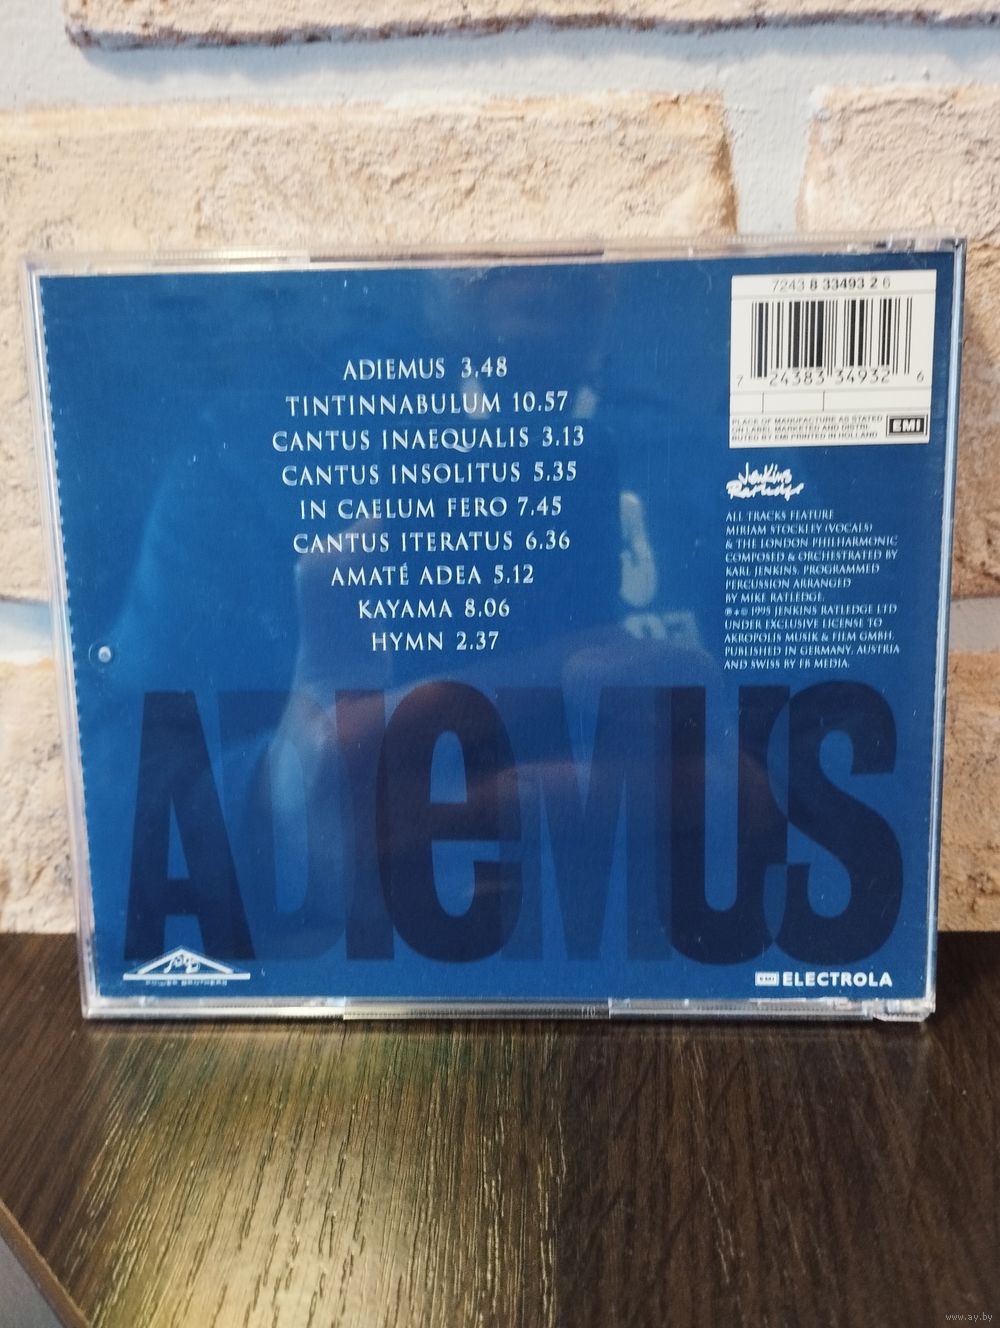 ADIEMUS 3.48
TINTINNABULUM 10.57
CANTUS INAEQUALIS 3.13
CANTUS INSOLITUS 5.35
IN CAELUM FERO 7.45
CANTUS ITERATUS 6.36
AMATÉ ADEA 5.12
KAYAMA 8.06
HYMN 2.37
7243 8 33493 2 6
7 24383 34932 6
PLACE OF MANUFACTURE AS STATED
ON LABEL. MARKETED AND DISTRI-
BUTED BY EMI PRINTED IN HOLLAND
EMI
Jenkins
Ratledge
ALL TRACKS FEATURE
MIRIAM STOCKLEY (VOCALS)
& THE LONDON PHILHARMONIC
COMPOSED & ORCHESTRATED BY
KARL JENKINS. PROGRAMMED
PERCUSSION ARRANGED
BY MIKE RATLEDGE.
℗+© 1995 JENKINS RATLEDGE LTD
UNDER EXCLUSIVE LICENSE TO
AKROPOLIS MUSIK & FILM GMBH.
PUBLISHED IN GERMANY, AUSTRIA
AND SWISS BY FB MEDIA.
ADIEMUS
POWER BROTHERS
EMI ELECTROLA
www.ay.by